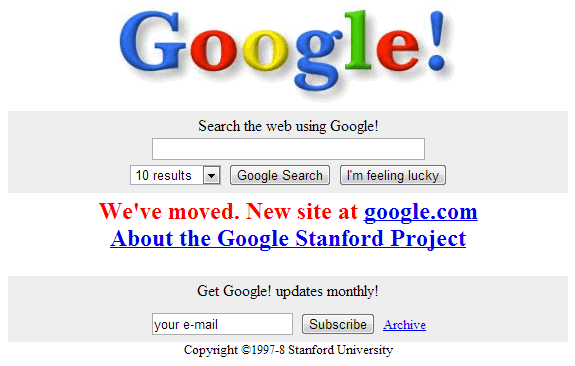 Google!
Search the web using Google!
10 results Google Search I'm feeling lucky
We've moved. New site at google.com
About the Google Stanford Project
Get Google! updates monthly!
your e-mail Subscribe Archive
Copyright ©1997-8 Stanford University